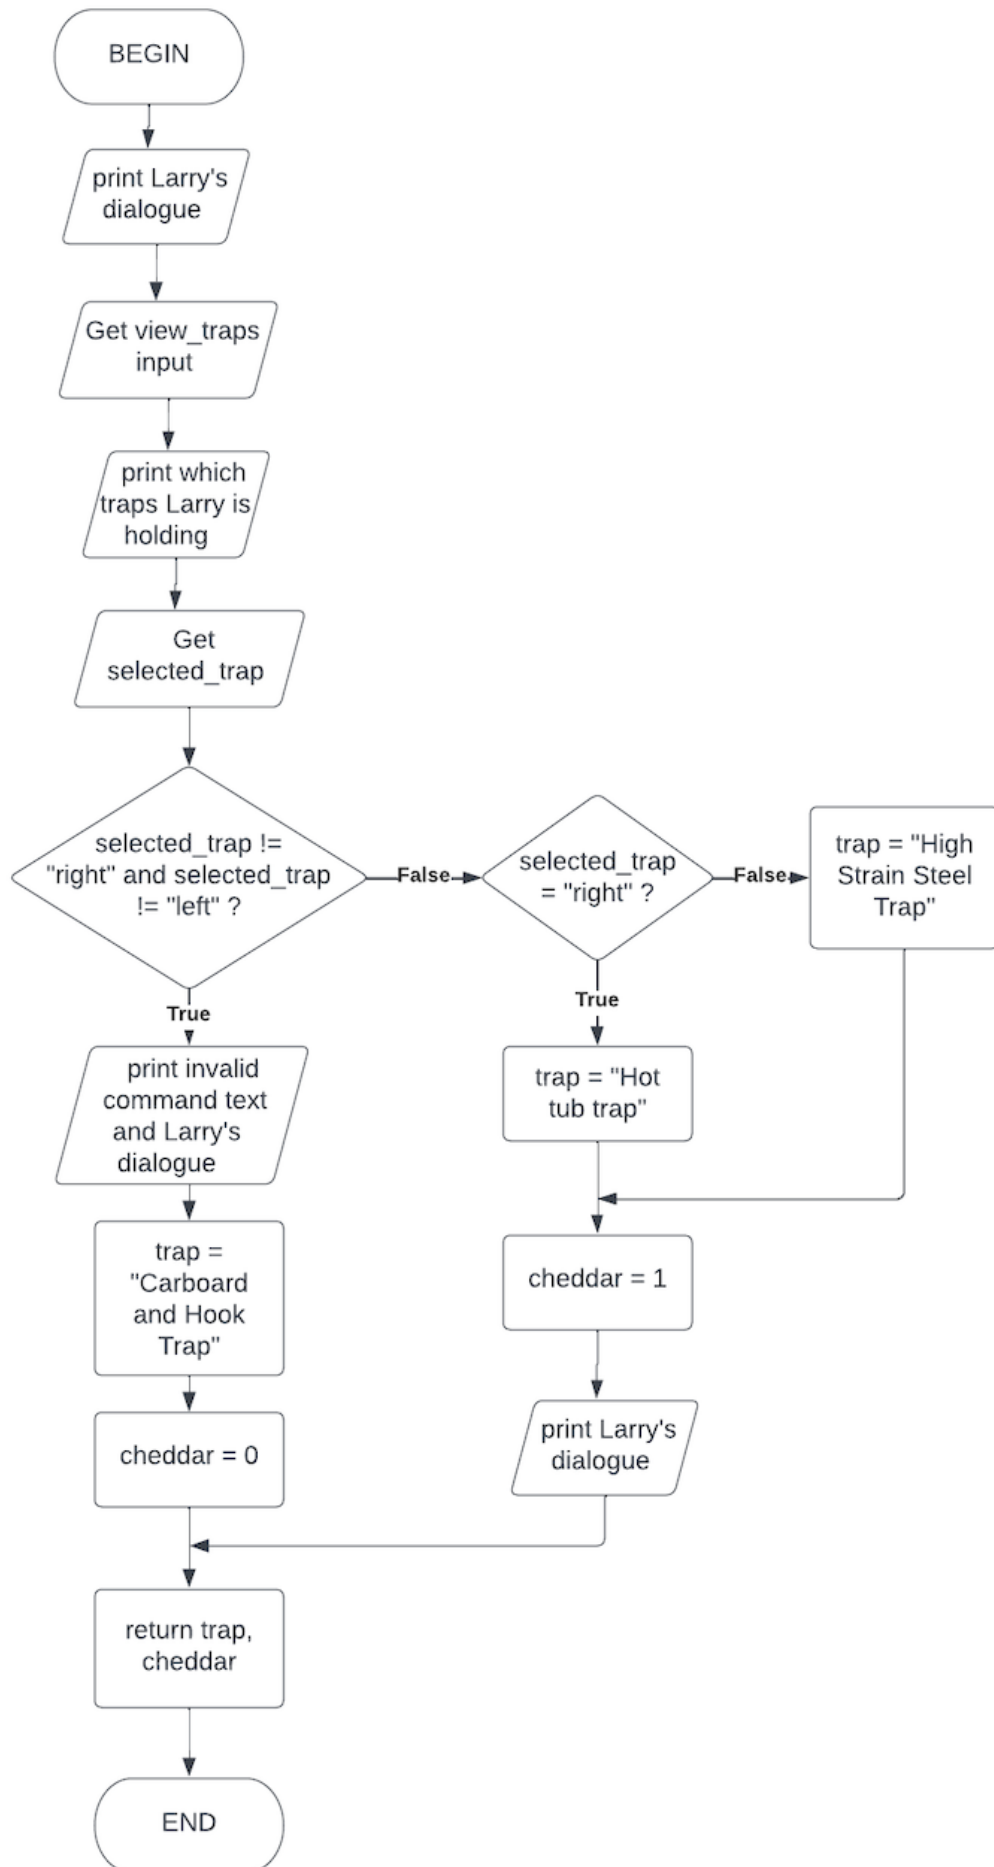 BEGIN
print Larry's
dialogue
Get view_traps
input
print which
traps Larry is
holding
Get
selected_trap
selected_trap !=
"right" and selected_trap
!= "left" ?
False
selected_trap
= "right" ?
False
trap = "High
Strain Steel
Trap"
True
print invalid
command text
and Larry's
dialogue
trap =
"Carboard
and Hook
Trap"
cheddar = 0
True
trap = "Hot
tub trap"
cheddar = 1
print Larry's
dialogue
return trap,
cheddar
END